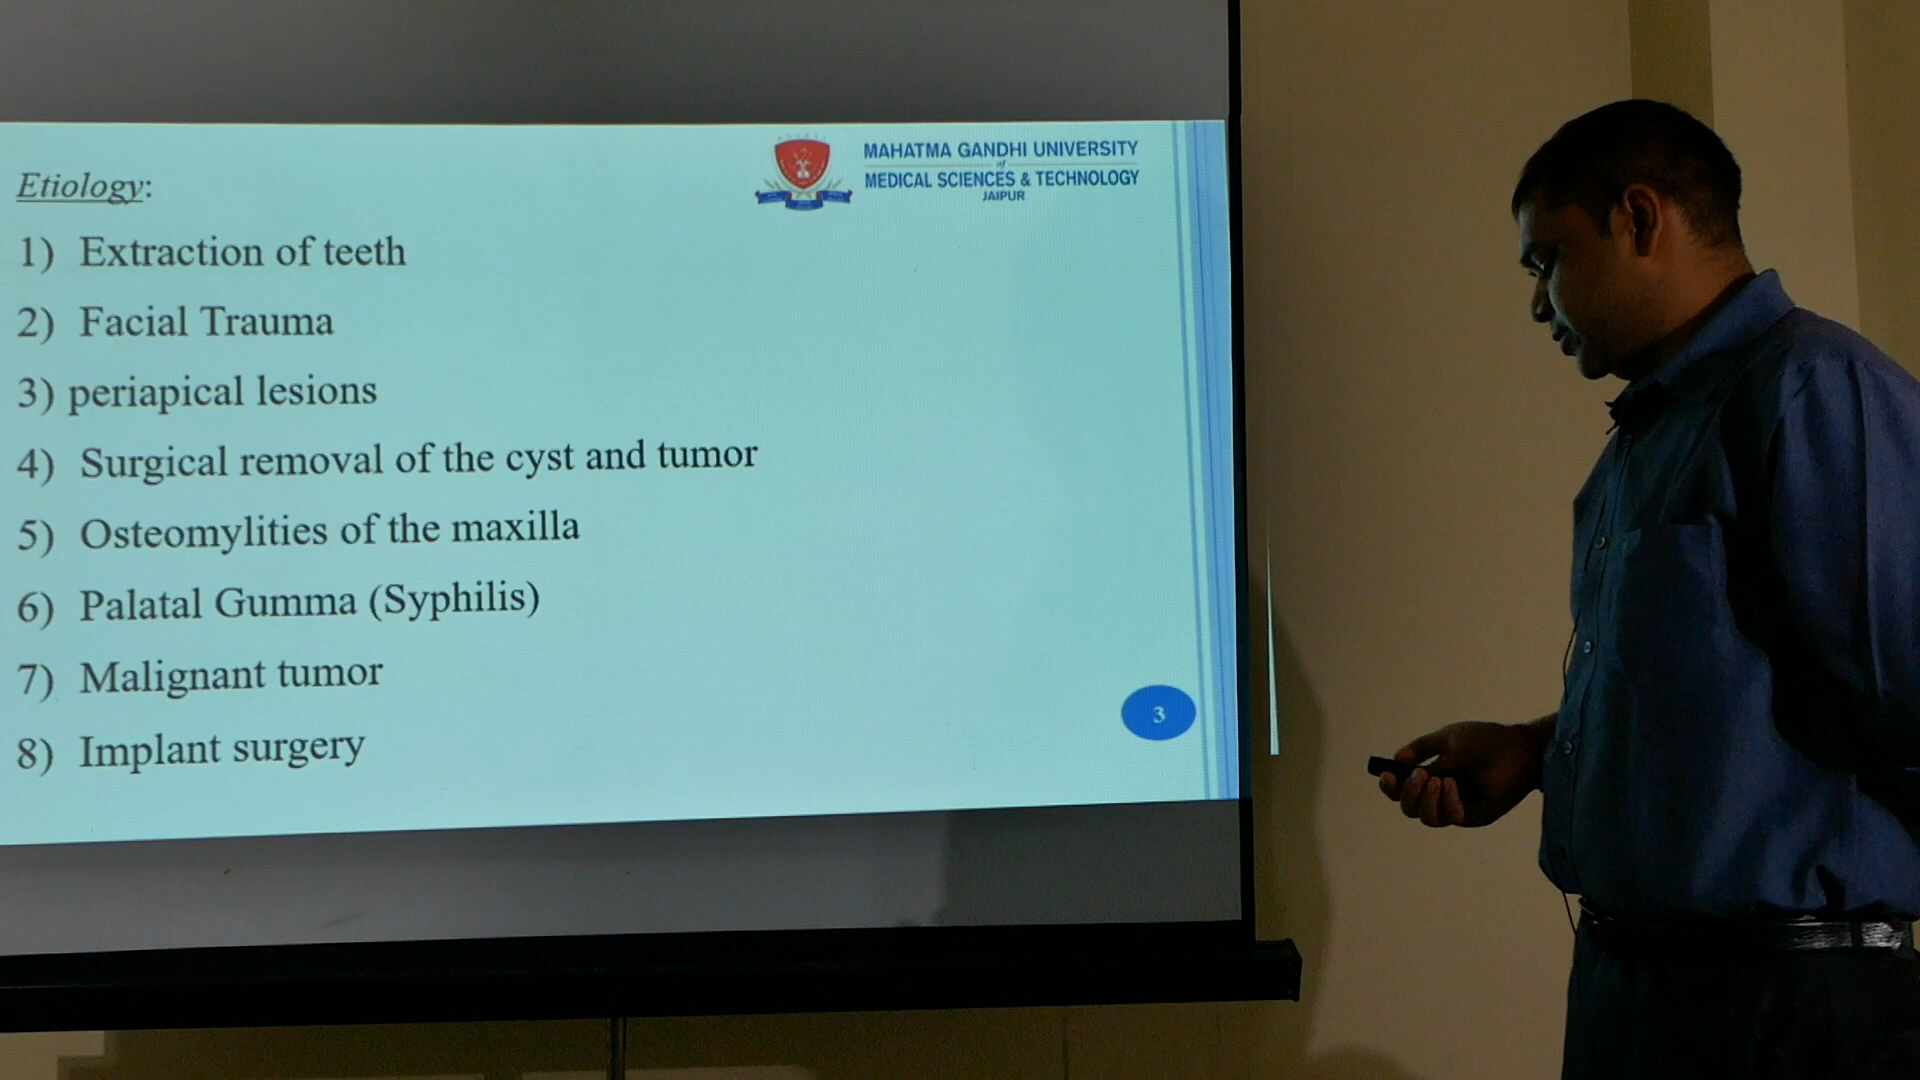 MAHATMA GANDHI UNIVERSITY
of
MEDICAL SCIENCES & TECHNOLOGY
JAIPUR
Etiology:
1) Extraction of teeth
2) Facial Trauma
3) periapical lesions
4) Surgical removal of the cyst and tumor
5) Osteomylities of the maxilla
6) Palatal Gumma (Syphilis)
7) Malignant tumor
8) Implant surgery
3